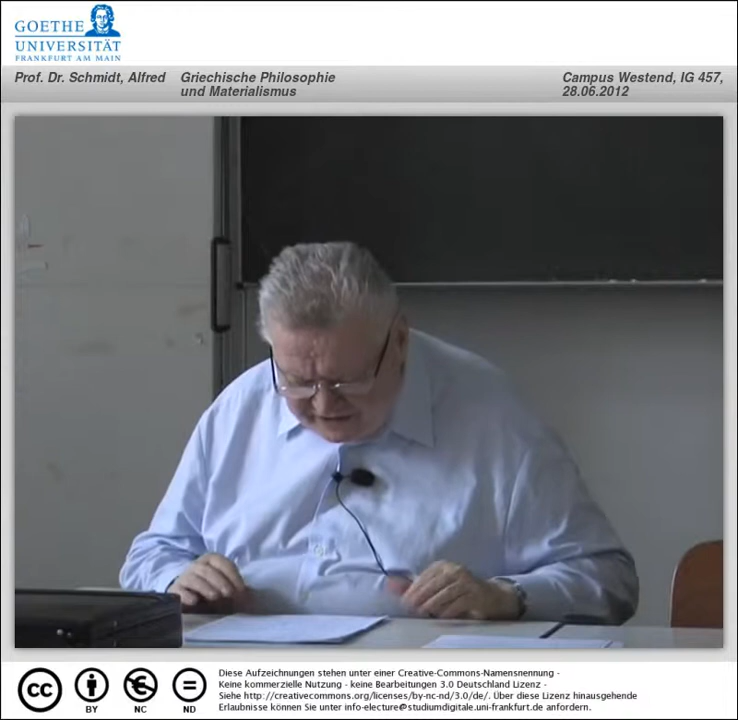 GOETHE
UNIVERSITÄT
FRANKFURT AM MAIN
Prof. Dr. Schmidt, Alfred
Griechische Philosophie
und Materialismus
Campus Westend, IG 457,
28.06.2012
cc
BY
NC
ND
Diese Aufzeichnungen stehen unter einer Creative-Commons-Namensnennung -
Keine kommerzielle Nutzung - keine Bearbeitungen 3.0 Deutschland Lizenz -
Siehe http://creativecommons.org/licenses/by-nc-nd/3.0/de/. Über diese Lizenz hinausgehende
Erlaubnisse können Sie unter info-electure@studiumdigitale.uni-frankfurt.de anfordern.